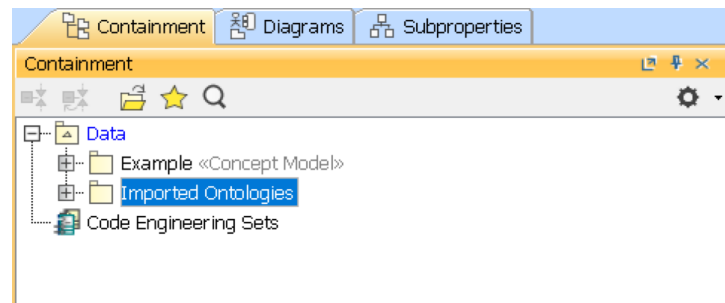 Containment Diagrams Subproperties
Containment
Data
Example «Concept Model»
Imported Ontologies
Code Engineering Sets